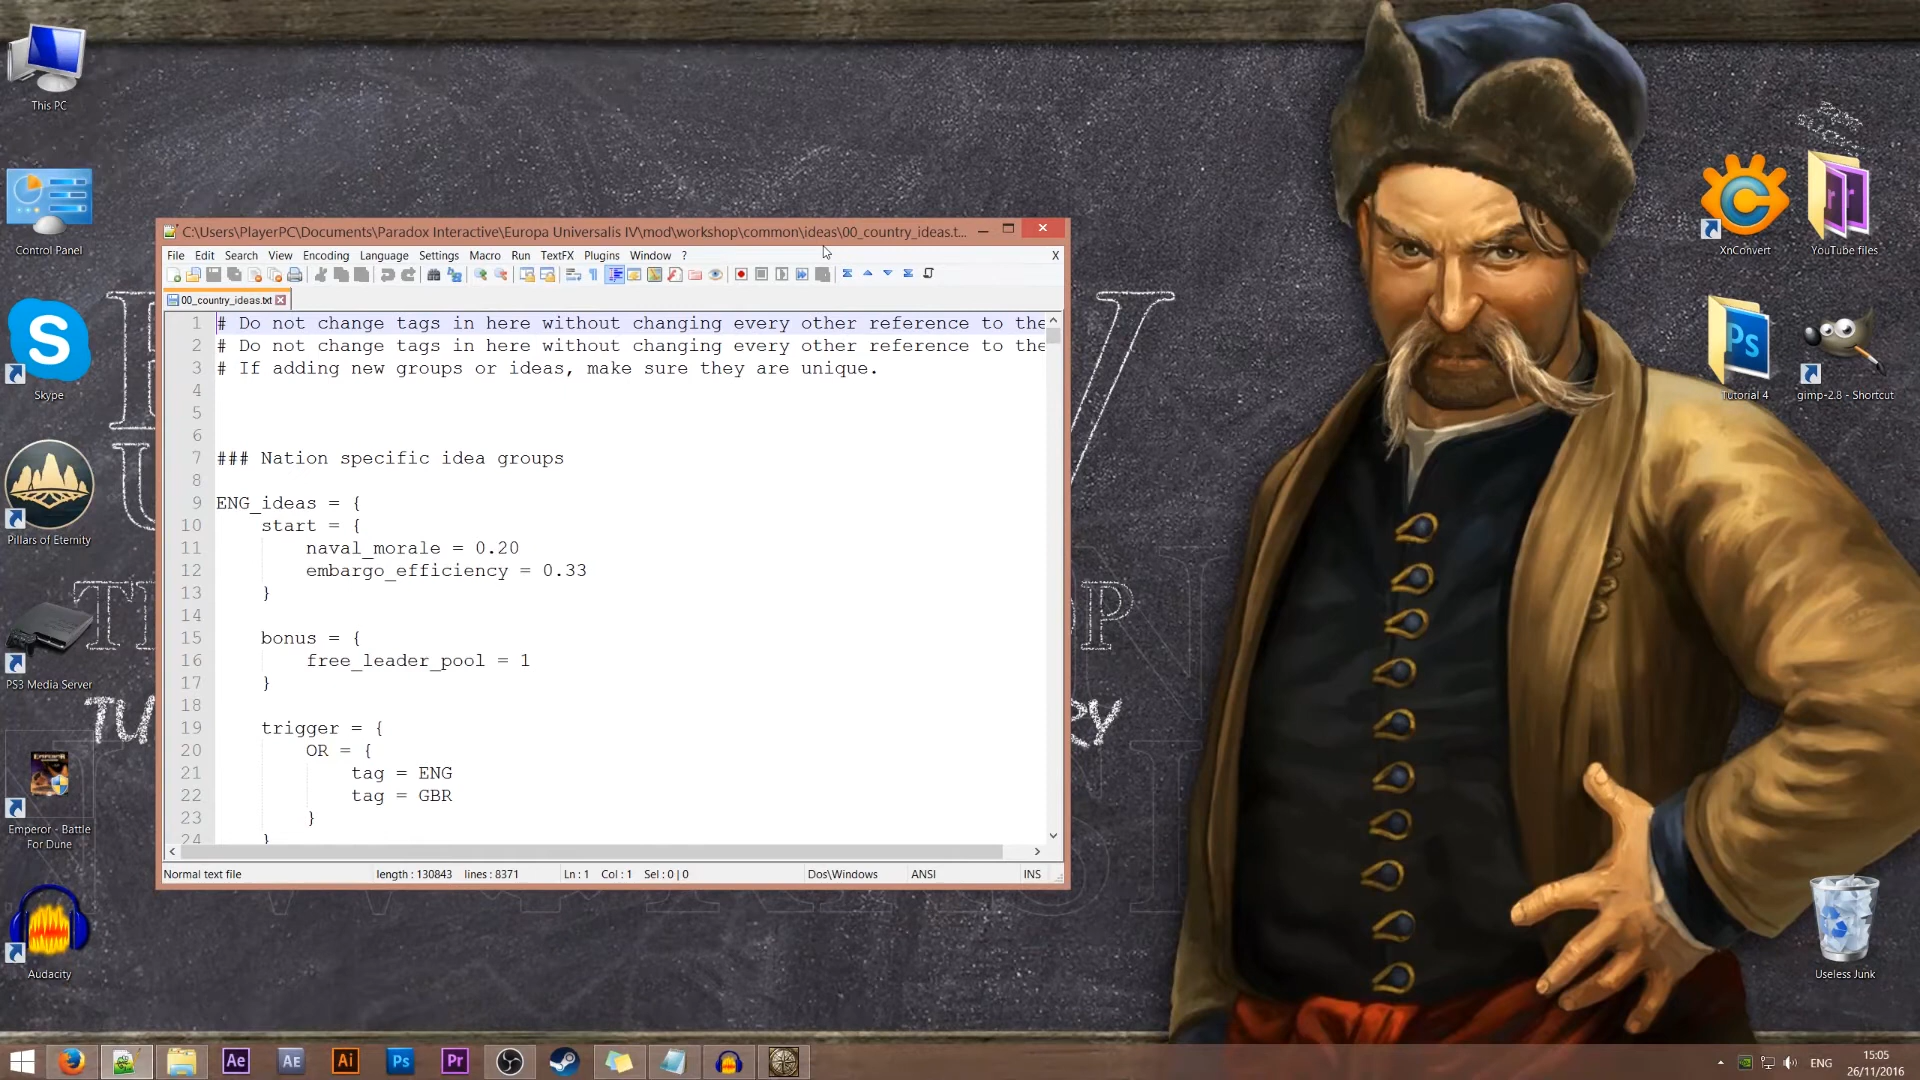 This PC
Control Panel
Skype
Pillars of Eternity
PS3 Media Server
Emperor - Battle
For Dune
Audacity
C:\Users\PlayerPC\Documents\Paradox Interactive\Europa Universalis IV\mod\workshop\common\ideas\00_country_ideas.t...
File Edit Search View Encoding Language Settings Macro Run TextFX Plugins Window ? X
00_country_ideas.txt
1 # Do not change tags in here without changing every other reference to the
2 # Do not change tags in here without changing every other reference to the
3 # If adding new groups or ideas, make sure they are unique.
4
5
6
7 ### Nation specific idea groups
8
9 ENG_ideas = {
10 start = {
11 naval_morale = 0.20
12 embargo_efficiency = 0.33
13 }
14
15 bonus = {
16 free_leader_pool = 1
17 }
18
19 trigger = {
20 OR = {
21 tag = ENG
22 tag = GBR
23 }
24 }
Normal text file length : 130843 lines : 8371 Ln : 1 Col : 1 Sel : 0 | 0 Dos\Windows ANSI INS
XnConvert
YouTube files
Tutorial 4
gimp-2.8 - Shortcut
Useless Junk
Ae AE Ai Ps Pr
ENG
15:05
26/11/2016